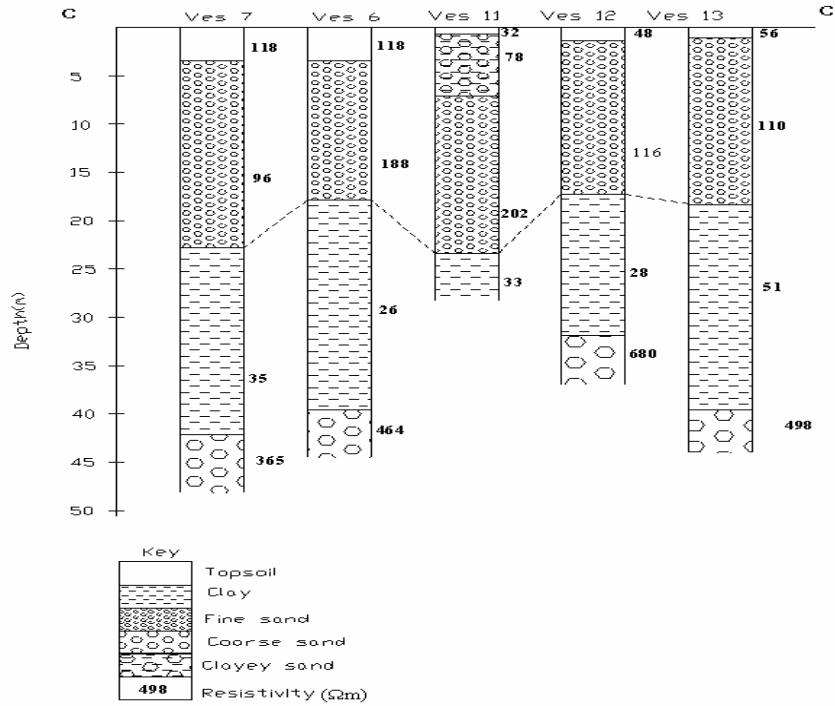 C Ves 7 Ves 6 Ves 11 Ves 12 Ves 13 C
118 118 32 48 56
78
5
10
110
116
15
96 188
20
202
25
28
33 51
26
30
Depth(m)
680
35
35
40
464 498
45
365
50
Key
Topsoil
Clay
Fine sand
Coarse sand
Clayey sand
498 Resistivity (Ωm)